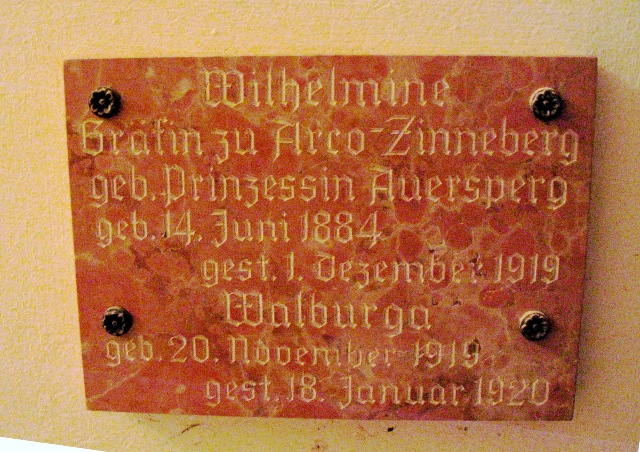 Wilhelmine
Gräfin zu Arco-Zinneberg
geb. Prinzessin Auersperg
geb. 14. Juni 1884
gest. 1. Dezember 1919
Walburga
geb. 20. November 1919
gest. 18. Januar 1920